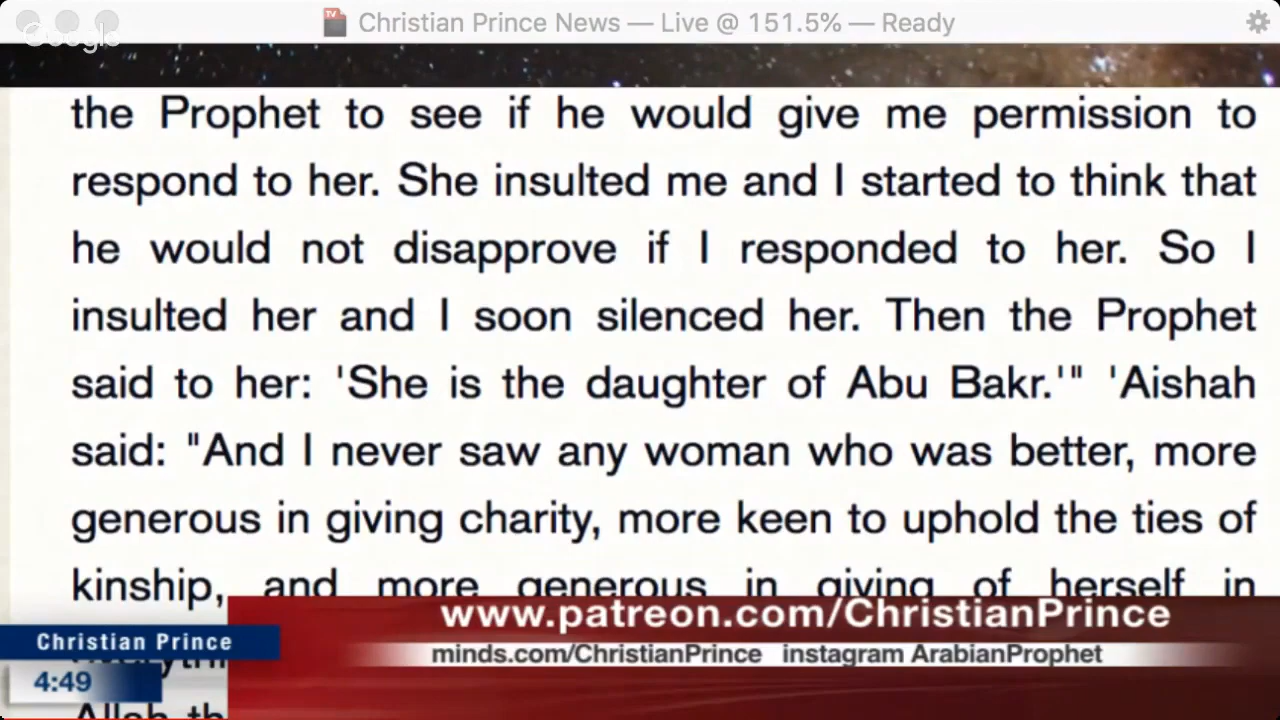 Christian Prince News — Live @ 151.5% — Ready
Google
the Prophet to see if he would give me permission to
respond to her. She insulted me and I started to think that
he would not disapprove if I responded to her. So I
insulted her and I soon silenced her. Then the Prophet
said to her: 'She is the daughter of Abu Bakr.'" 'Aishah
said: "And I never saw any woman who was better, more
generous in giving charity, more keen to uphold the ties of
kinship, and more generous in giving of herself in
www.patreon.com/ChristianPrince
Christian Prince
minds.com/ChristianPrince instagram ArabianProphet
4:49
Allah